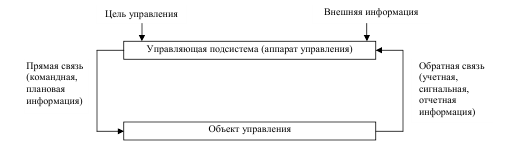 Цель управления
Внешняя информация
Управляющая подсистема (аппарат управления)
Прямая связь
(командная,
плановая
информация)
Обратная связь
(учетная,
сигнальная,
отчетная
информация)
Объект управления